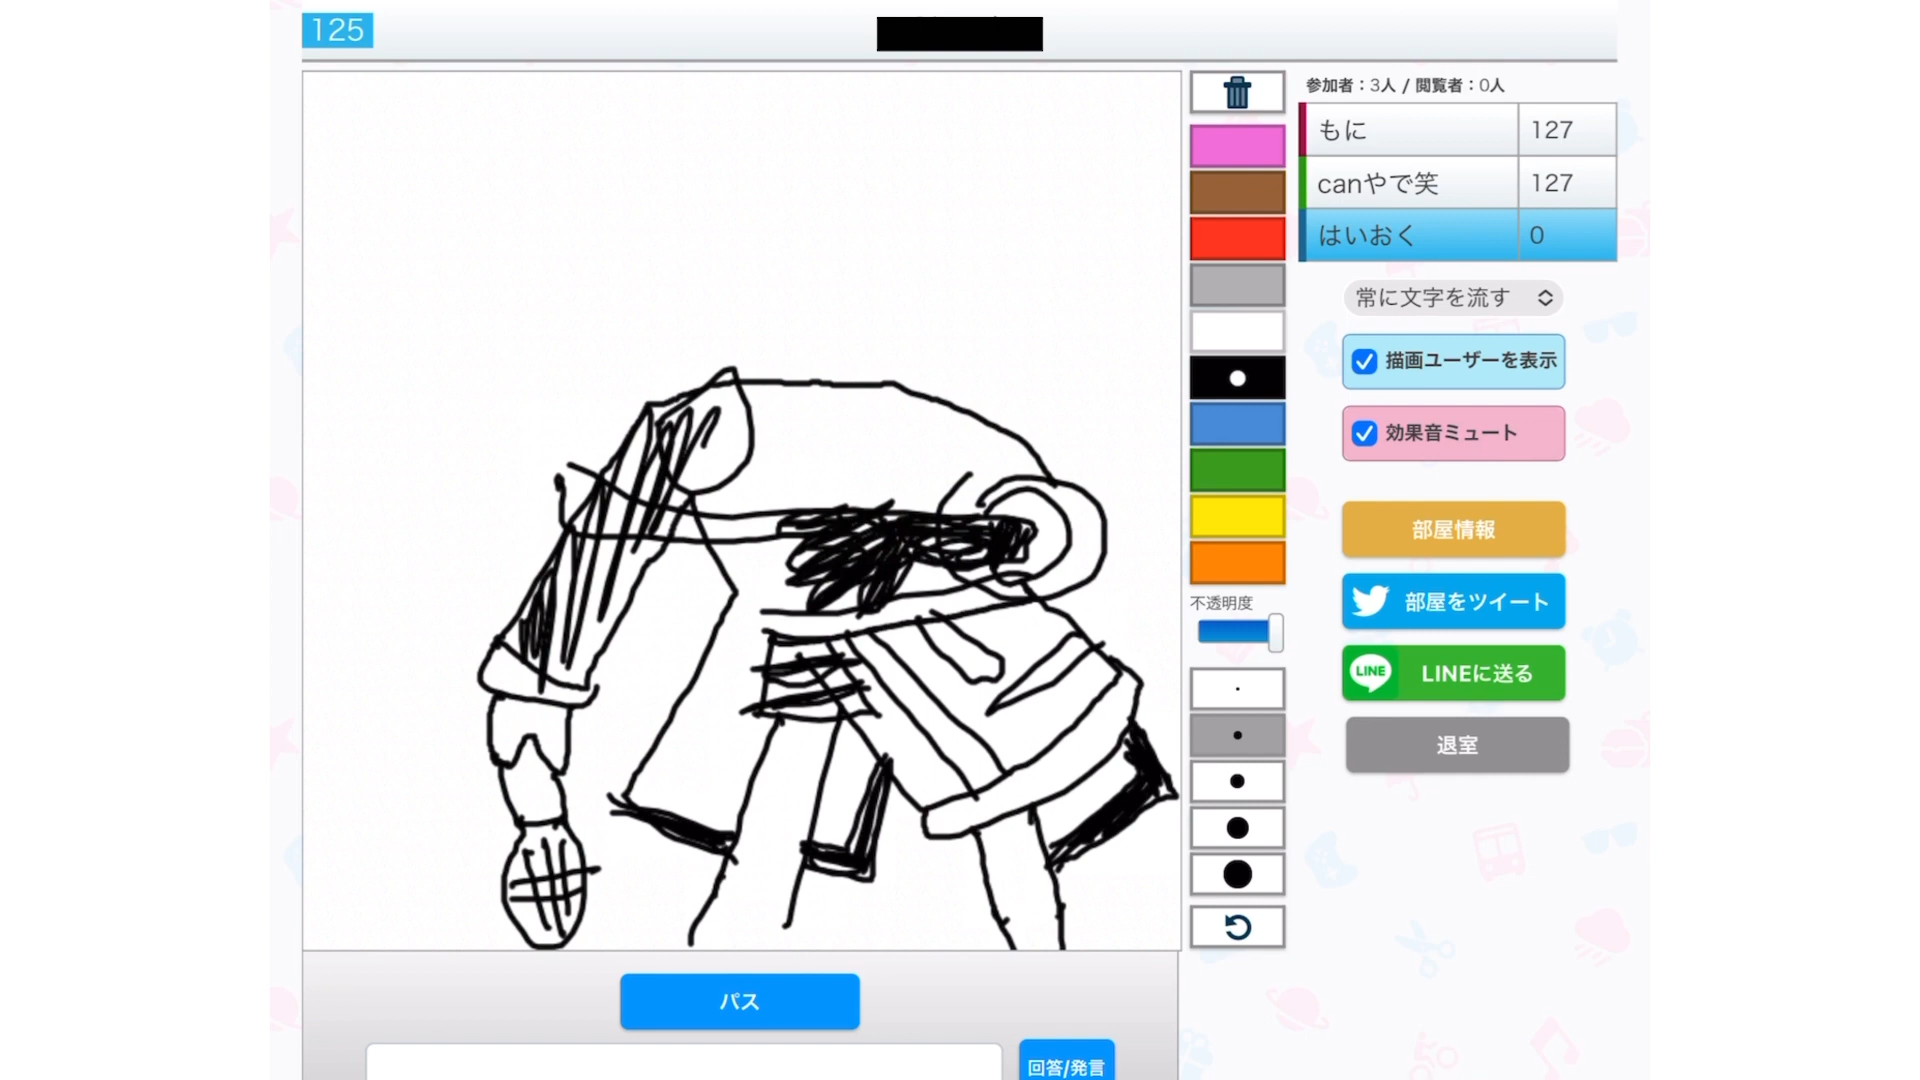 125
参加者：3人 / 閲覧者：0人
もに 127
canやで笑 127
はいおく 0
常に文字を流す
描画ユーザーを表示
効果音ミュート
部屋情報
部屋をツイート
不透明度
LINE LINEに送る
退室
パス
回答/発言